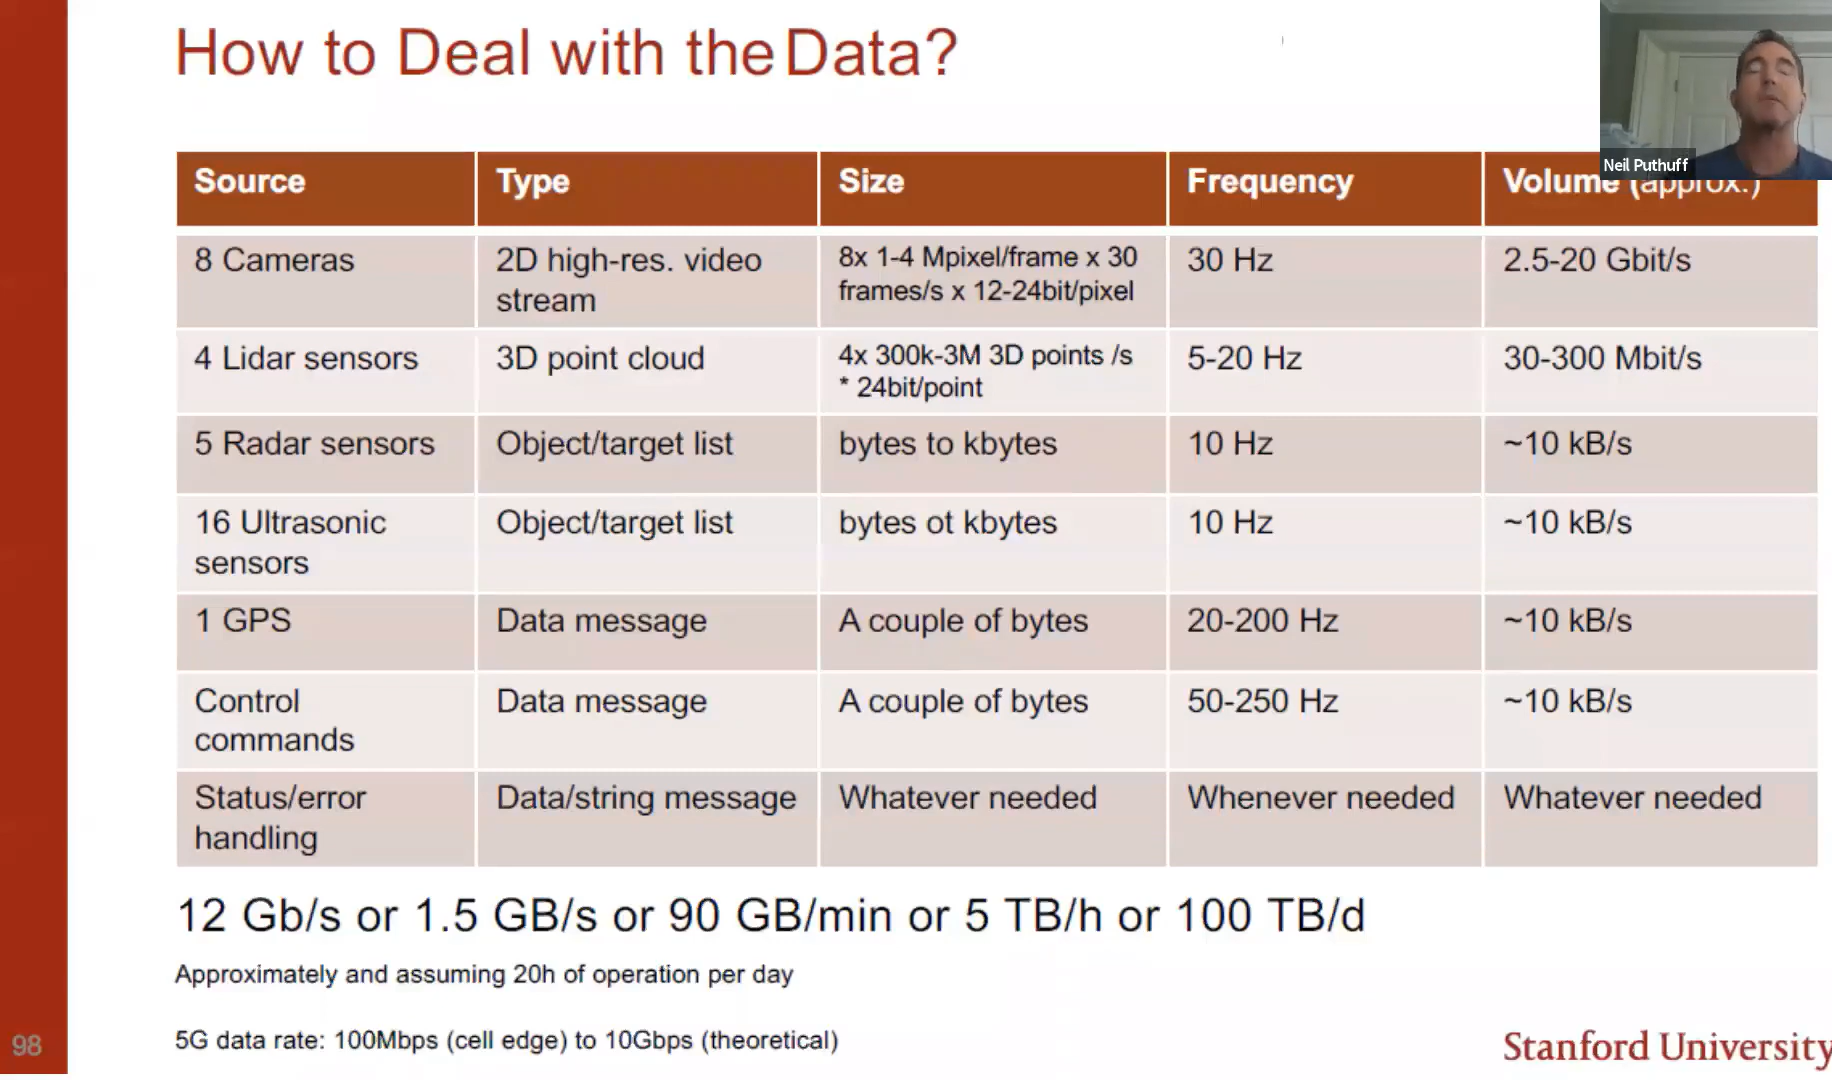 How to Deal with the Data?
Neil Puthuff
Source Type Size Frequency Volume (approx.)
8 Cameras 2D high-res. video stream 8x 1-4 Mpixel/frame x 30 frames/s x 12-24bit/pixel 30 Hz 2.5-20 Gbit/s
4 Lidar sensors 3D point cloud 4x 300k-3M 3D points /s * 24bit/point 5-20 Hz 30-300 Mbit/s
5 Radar sensors Object/target list bytes to kbytes 10 Hz ~10 kB/s
16 Ultrasonic sensors Object/target list bytes ot kbytes 10 Hz ~10 kB/s
1 GPS Data message A couple of bytes 20-200 Hz ~10 kB/s
Control commands Data message A couple of bytes 50-250 Hz ~10 kB/s
Status/error handling Data/string message Whatever needed Whenever needed Whatever needed
12 Gb/s or 1.5 GB/s or 90 GB/min or 5 TB/h or 100 TB/d
Approximately and assuming 20h of operation per day
5G data rate: 100Mbps (cell edge) to 10Gbps (theoretical)
98
Stanford University